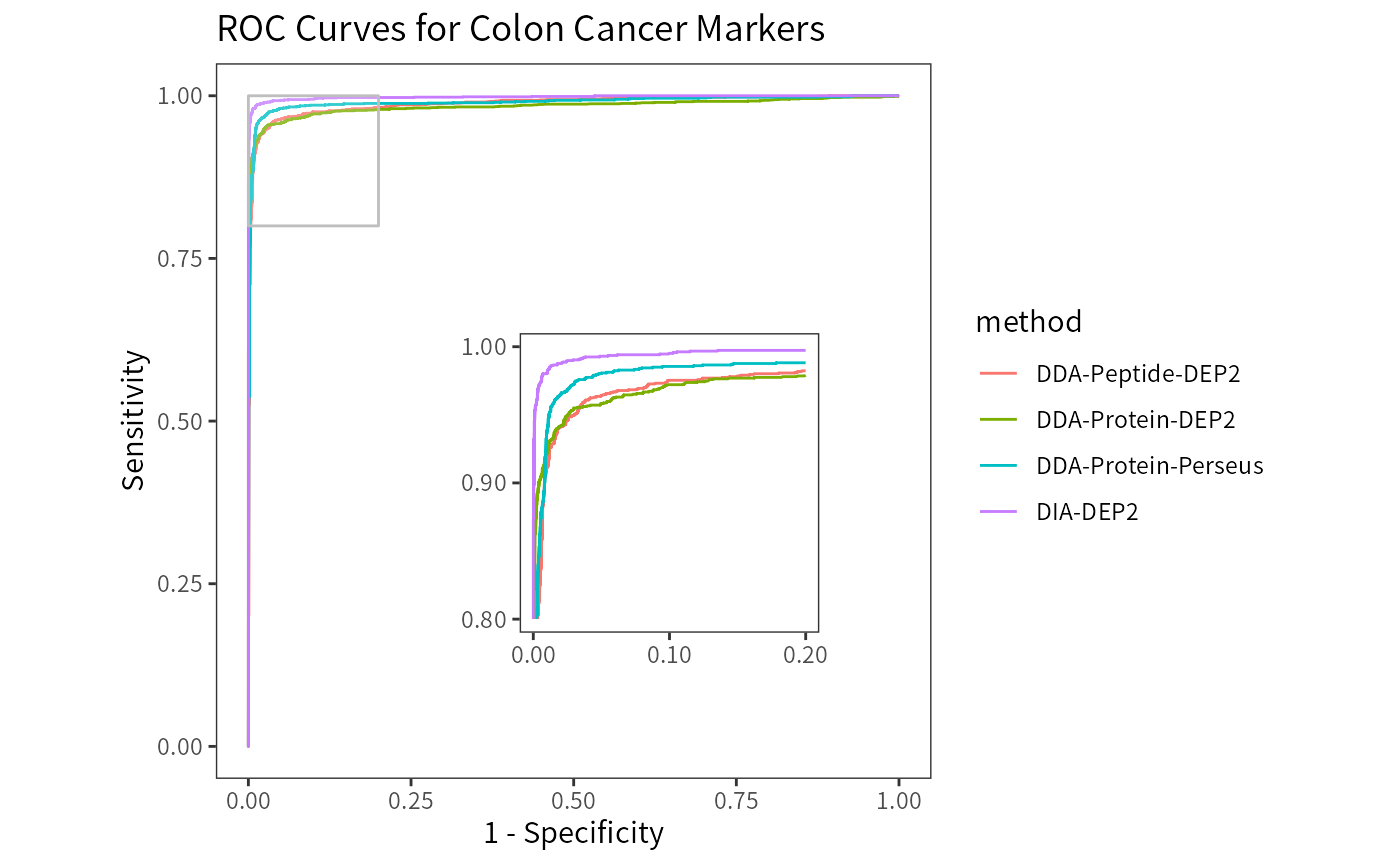 ROC Curves for Colon Cancer Markers
Sensitivity
1.00
0.75
0.50
0.25
0.00
0.00 0.25 0.50 0.75 1.00
1 - Specificity
1.00
0.90
0.80
0.00 0.10 0.20
method
DDA-Peptide-DEP2
DDA-Protein-DEP2
DDA-Protein-Perseus
DIA-DEP2